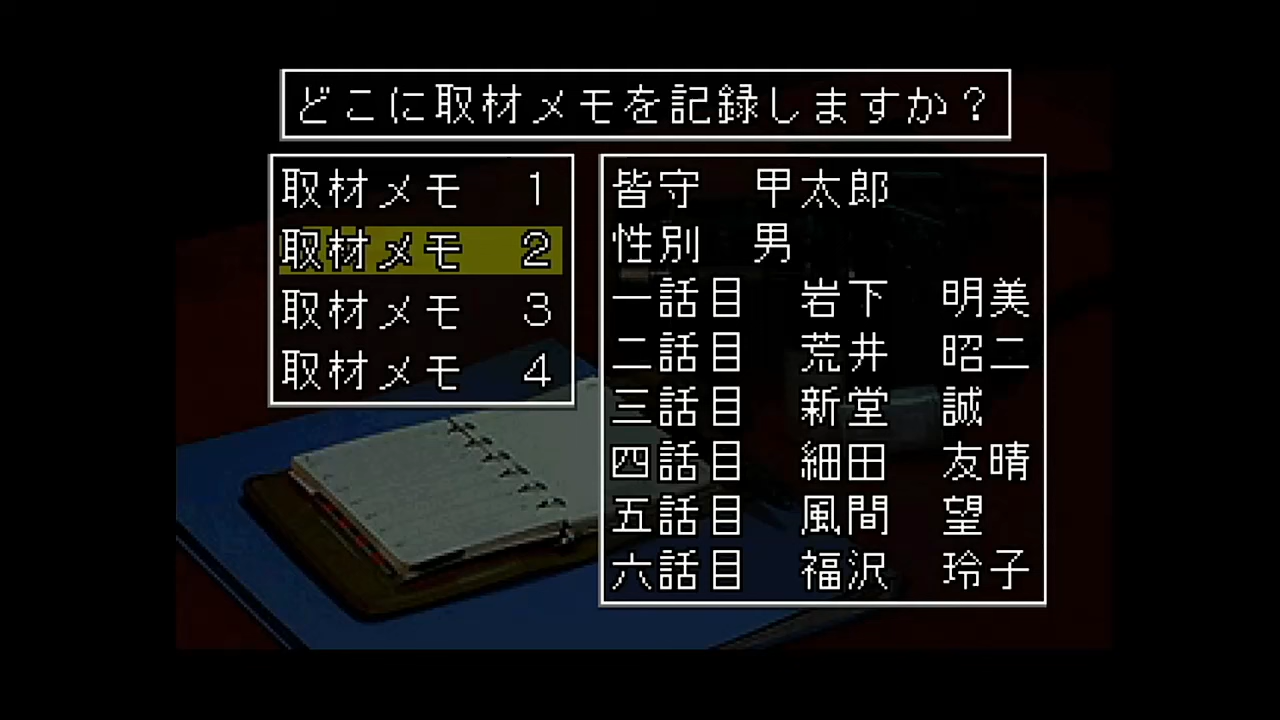 どこに取材メモを記録しますか？
取材メモ 1
取材メモ 2
取材メモ 3
取材メモ 4
皆守 甲太郎
性別 男
一話目 岩下 明美
二話目 荒井 昭二
三話目 新堂 誠
四話目 細田 友晴
五話目 風間 望
六話目 福沢 玲子